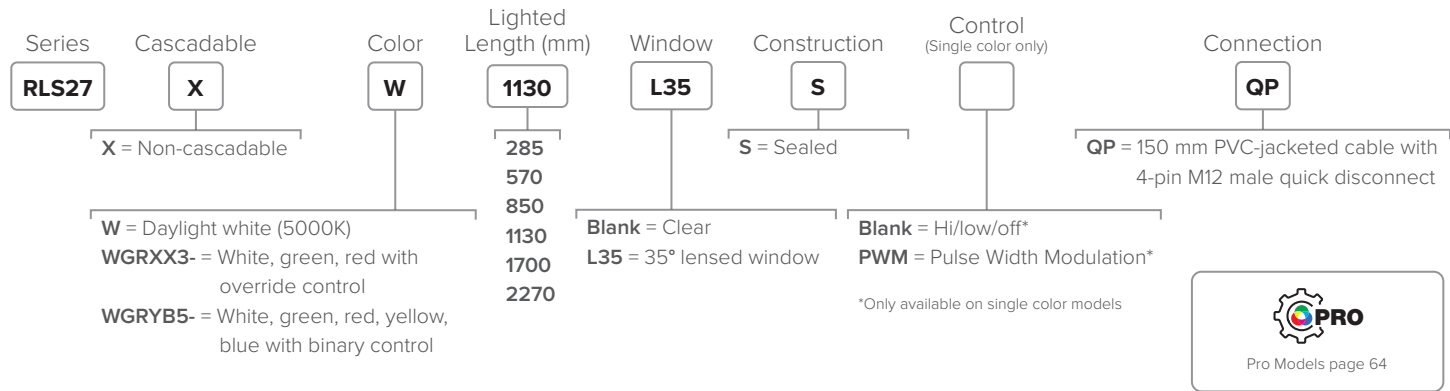 Series
Cascadable
Color
Lighted
Length (mm)
Window
Construction
Control
(Single color only)
Connection
RLS27
X
W
1130
L35
S
QP
X = Non-cascadable
W = Daylight white (5000K)
WGRXX3- = White, green, red with
override control
WGRYB5- = White, green, red, yellow,
blue with binary control
285
570
850
1130
1700
2270
Blank = Clear
L35 = 35° lensed window
S = Sealed
Blank = Hi/low/off*
PWM = Pulse Width Modulation*
*Only available on single color models
QP = 150 mm PVC-jacketed cable with
4-pin M12 male quick disconnect
PRO
Pro Models page 64